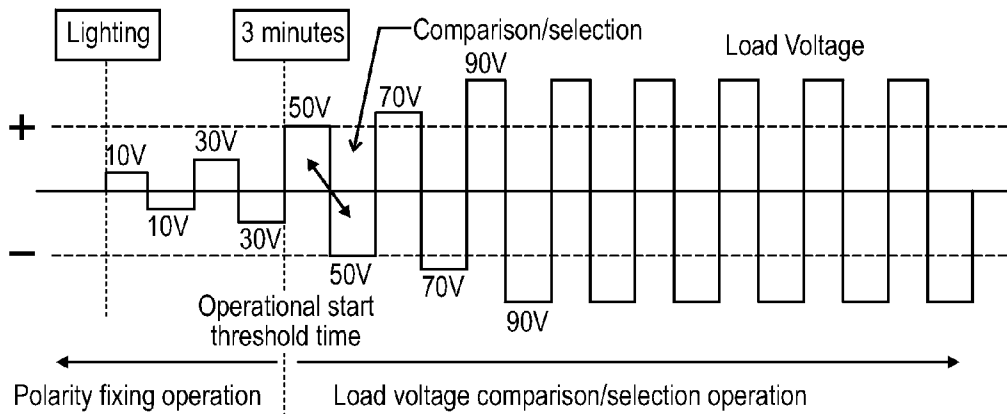 Lighting
3 minutes
Comparison/selection
Load Voltage
90V
50V
70V
+
10V
30V
10V
30V
−
50V
70V
90V
Operational start
threshold time
Polarity fixing operation
Load voltage comparison/selection operation